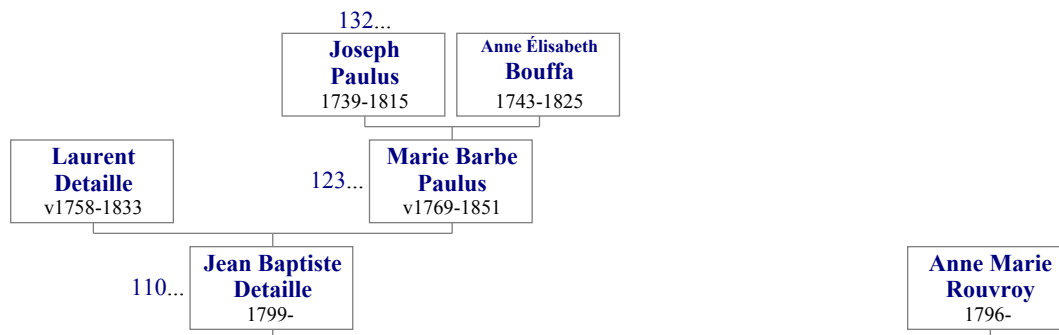 132...
Joseph
Paulus
1739-1815
Anne Élisabeth
Bouffa
1743-1825
Laurent
Detaille
v1758-1833
123...
Marie Barbe
Paulus
v1769-1851
110...
Jean Baptiste
Detaille
1799-
Anne Marie
Rouvroy
1796-